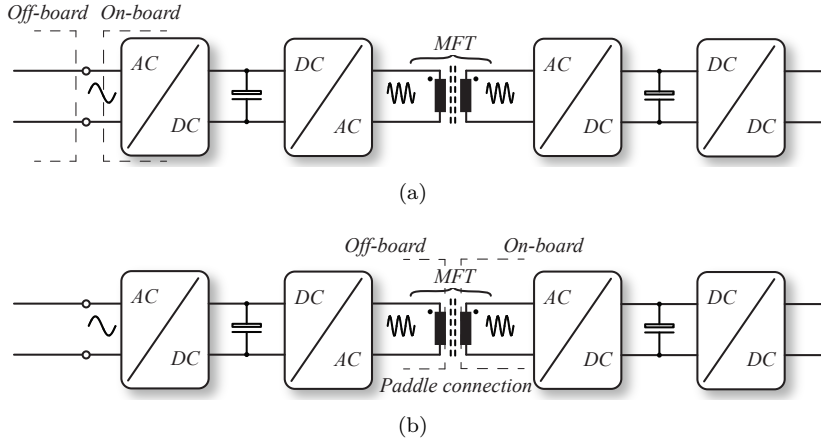 Off-board On-board
MFT
AC DC AC DC
DC AC DC DC
(a)
Off-board On-board
MFT
AC DC AC DC
DC AC DC DC
Paddle connection
(b)